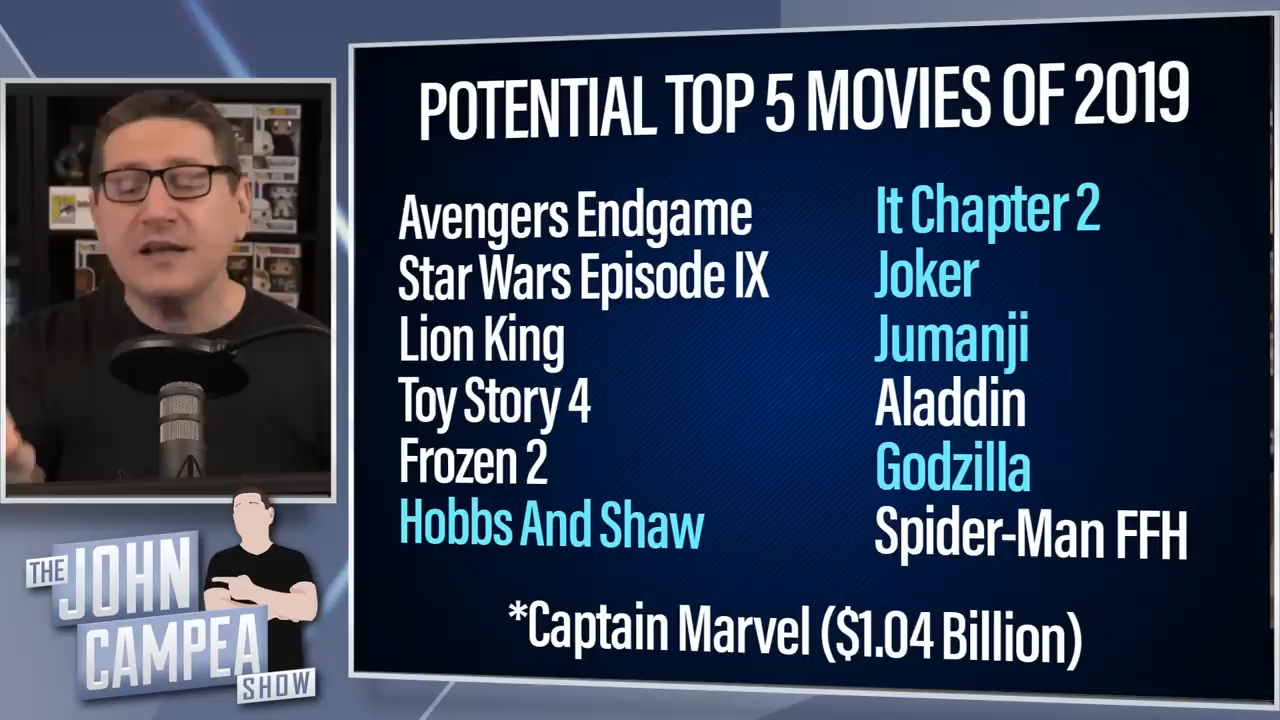 POTENTIAL TOP 5 MOVIES OF 2019
Avengers Endgame
Star Wars Episode IX
Lion King
Toy Story 4
Frozen 2
Hobbs And Shaw
It Chapter 2
Joker
Jumanji
Aladdin
Godzilla
Spider-Man FFH
*Captain Marvel ($1.04 Billion)
THE
JOHN
CAMPEA
SHOW